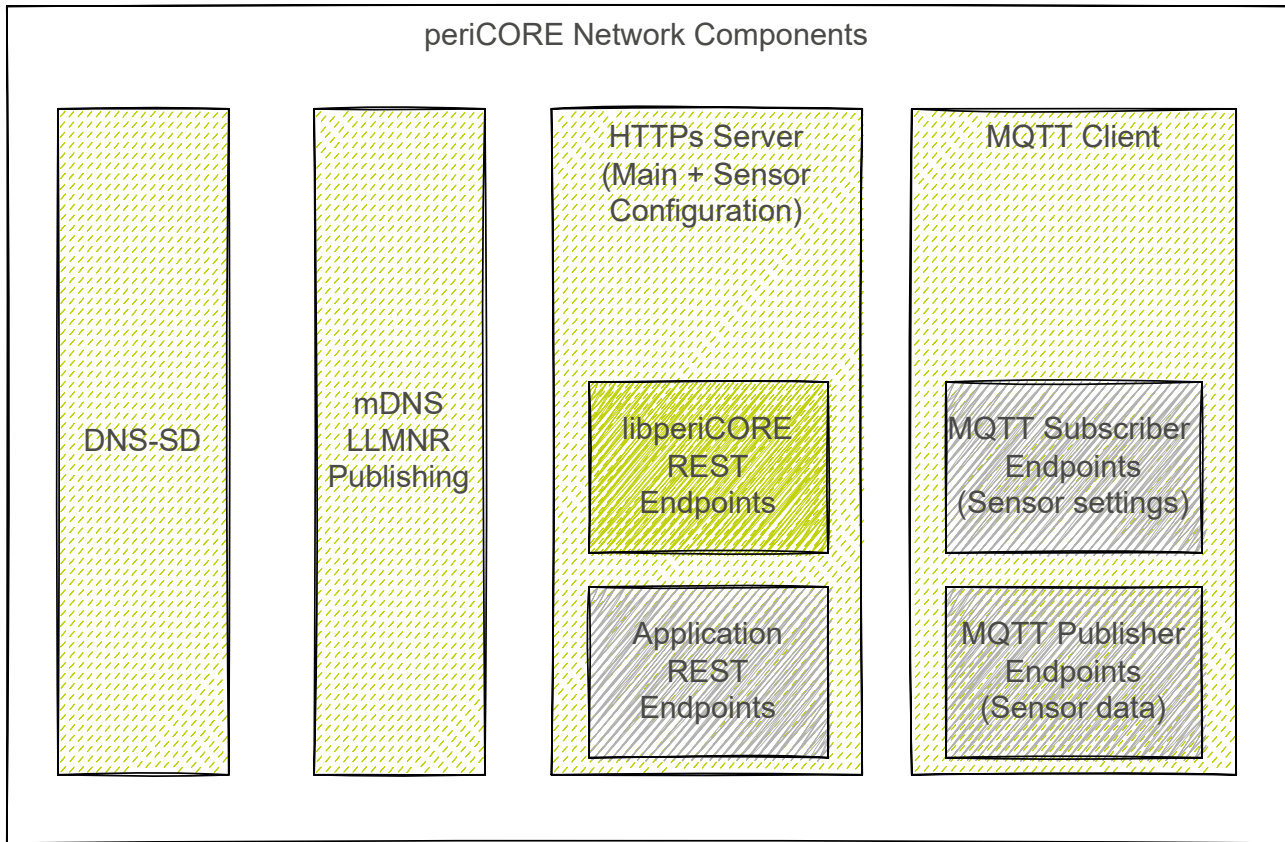 periCORE Network Components
DNS-SD
mDNS
LLMNR
Publishing
HTTPs Server
(Main + Sensor
Configuration)
libperiCORE
REST
Endpoints
Application
REST
Endpoints
MQTT Client
MQTT Subscriber
Endpoints
(Sensor settings)
MQTT Publisher
Endpoints
(Sensor data)